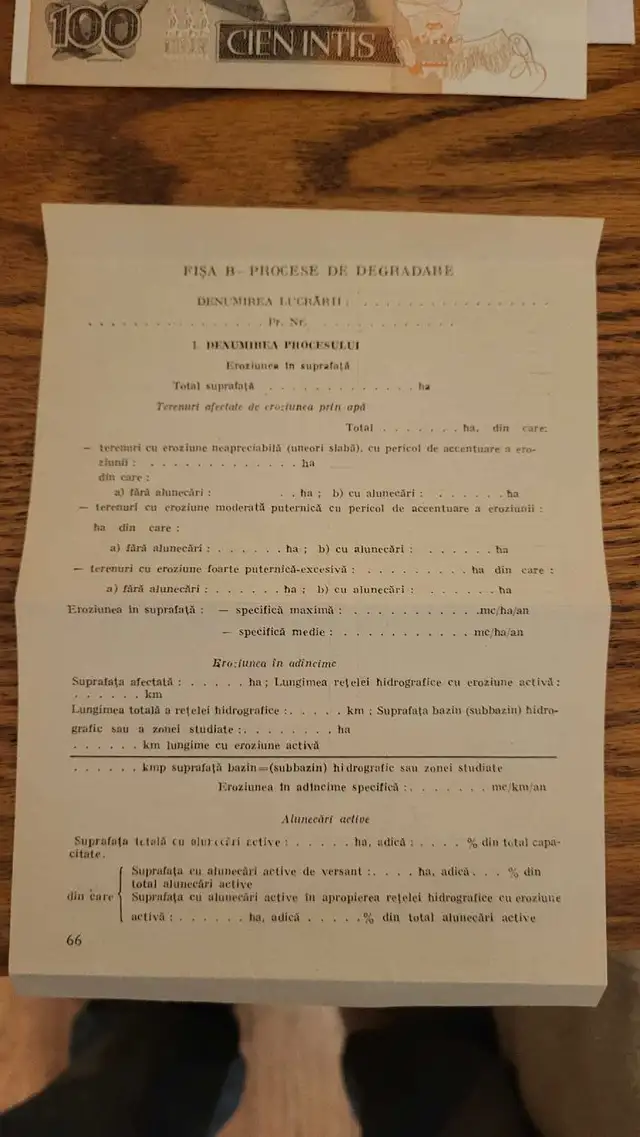 100
CIEN INTIS
FIȘA B – PROCESE DE DEGRADARE
DENUMIREA LUCRĂRII : . . . . . . . . . . . . . . . . . .
. . . . . . . . . . . . . . . . Pr. Nr. . . . . . . . . . . . . .
1. DENUMIREA PROCESULUI
Eroziunea în suprafață
Total suprafață . . . . . . . . . . . . . ha
Terenuri afectate de eroziunea prin apă
Total . . . . . . . ha, din care:
— terenuri cu eroziune neapreciabilă (uneori slabă), cu pericol de accentuare a ero-
ziunii : . . . . . . . . . . . . . ha
din care :
a) fără alunecări : . . ha ; b) cu alunecări : . . . . . . ha
— terenuri cu eroziune moderată puternică cu pericol de accentuare a eroziunii :
ha din care :
a) fără alunecări : . . . . . . ha ; b) cu alunecări : . . . . . . ha
— terenuri cu eroziune foarte puternică-excesivă : . . . . . . . . . ha din care :
a) fără alunecări : . . . . . . ha ; b) cu alunecări : . . . . . . ha
Eroziunea în suprafață : — specifică maximă : . . . . . . . . . . . mc/ha/an
— specifică medie : . . . . . . . . . . . mc/ha/an
Eroziunea în adîncime
Suprafața afectată : . . . . . ha ; Lungimea rețelei hidrografice cu eroziune activă :
. . . . . . km
Lungimea totală a rețelei hidrografice : . . . . . km ; Suprafața bazin (subbazin) hidro-
grafic sau a zonei studiate : . . . . . . . . ha
. . . . . . km lungime cu eroziune activă
. . . . . . kmp suprafață bazin=(subbazin) hidrografic sau zonei studiate
Eroziunea în adîncime specifică : . . . . . . . mc/km/an
Alunecări active
Suprafața totală cu alunecări active : . . . . . . ha, adică : . . . . % din total capa-
citate.
Suprafața cu alunecări active de versant : . . . . ha, adică . . . % din
total alunecări active
din care
Suprafața cu alunecări active în apropierea rețelei hidrografice cu eroziune
activă : . . . . . . ha, adică . . . . . % din total alunecări active
66